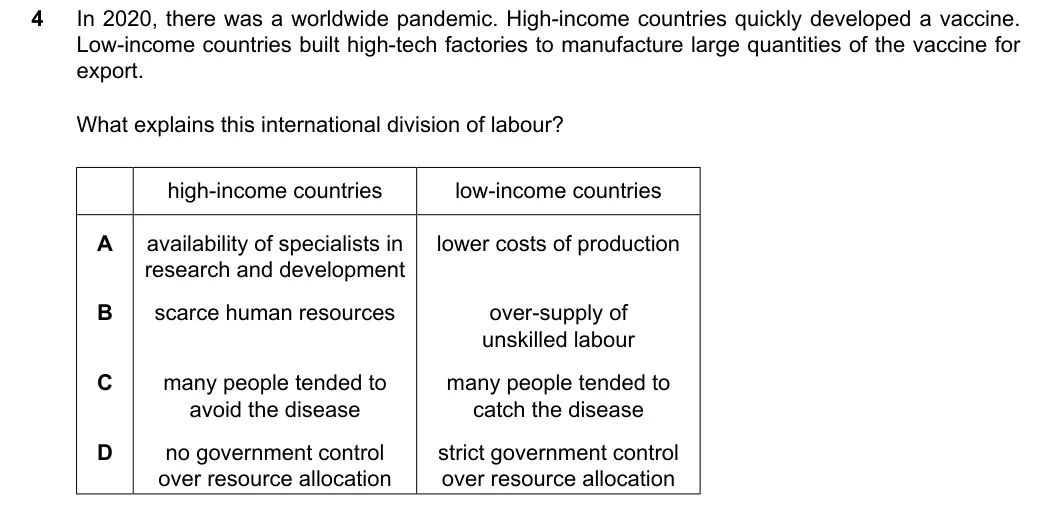 4 In 2020, there was a worldwide pandemic. High-income countries quickly developed a vaccine.
Low-income countries built high-tech factories to manufacture large quantities of the vaccine for
export.
What explains this international division of labour?
high-income countries low-income countries
A availability of specialists in lower costs of production
research and development
B scarce human resources over-supply of
unskilled labour
C many people tended to many people tended to
avoid the disease catch the disease
D no government control strict government control
over resource allocation over resource allocation